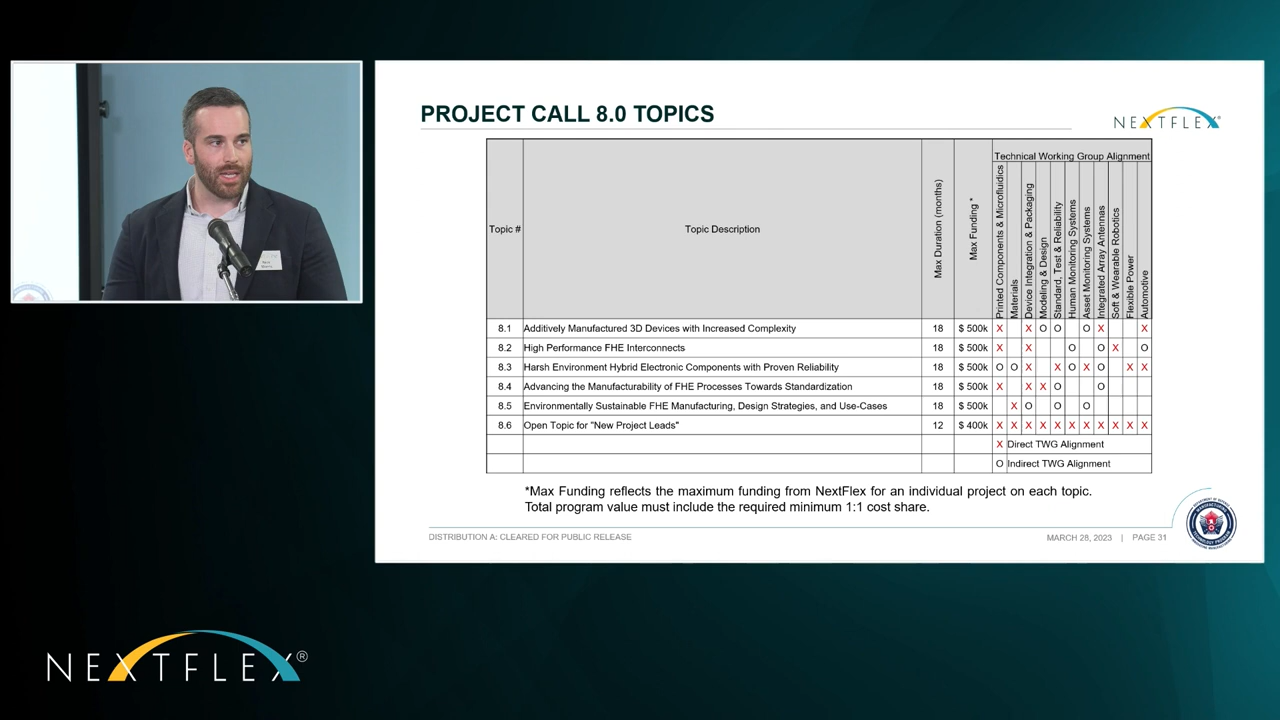 PROJECT CALL 8.0 TOPICS
NEXTFLEX®
Technical Working Group Alignment
Topic #
Topic Description
Max Duration (months)
Max Funding *
Printed Components & Microfluidics
Materials
Device Integration & Packaging
Modeling & Design
Standard, Test & Reliability
Human Monitoring Systems
Asset Monitoring Systems
Integrated Array Antennas
Soft & Wearable Robotics
Flexible Power
Automotive
8.1 Additively Manufactured 3D Devices with Increased Complexity 18 $ 500k X X O O O X X
8.2 High Performance FHE Interconnects 18 $ 500k X X O O X O
8.3 Harsh Environment Hybrid Electronic Components with Proven Reliability 18 $ 500k O O X X O X O X X
8.4 Advancing the Manufacturability of FHE Processes Towards Standardization 18 $ 500k X X X O O
8.5 Environmentally Sustainable FHE Manufacturing, Design Strategies, and Use-Cases 18 $ 500k X O O O
8.6 Open Topic for "New Project Leads" 12 $ 400k X X X X X X X X X X X
X Direct TWG Alignment
O Indirect TWG Alignment
*Max Funding reflects the maximum funding from NextFlex for an individual project on each topic.
Total program value must include the required minimum 1:1 cost share.
DISTRIBUTION A: CLEARED FOR PUBLIC RELEASE
MARCH 28, 2023 | PAGE 31
NEXTFLEX®